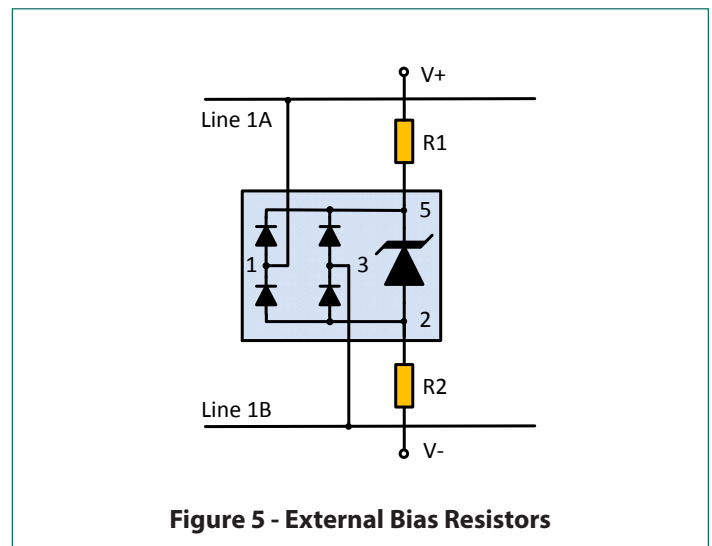 V+
Line 1A
R1
5
1
3
2
R2
Line 1B
V-
Figure 5 - External Bias Resistors